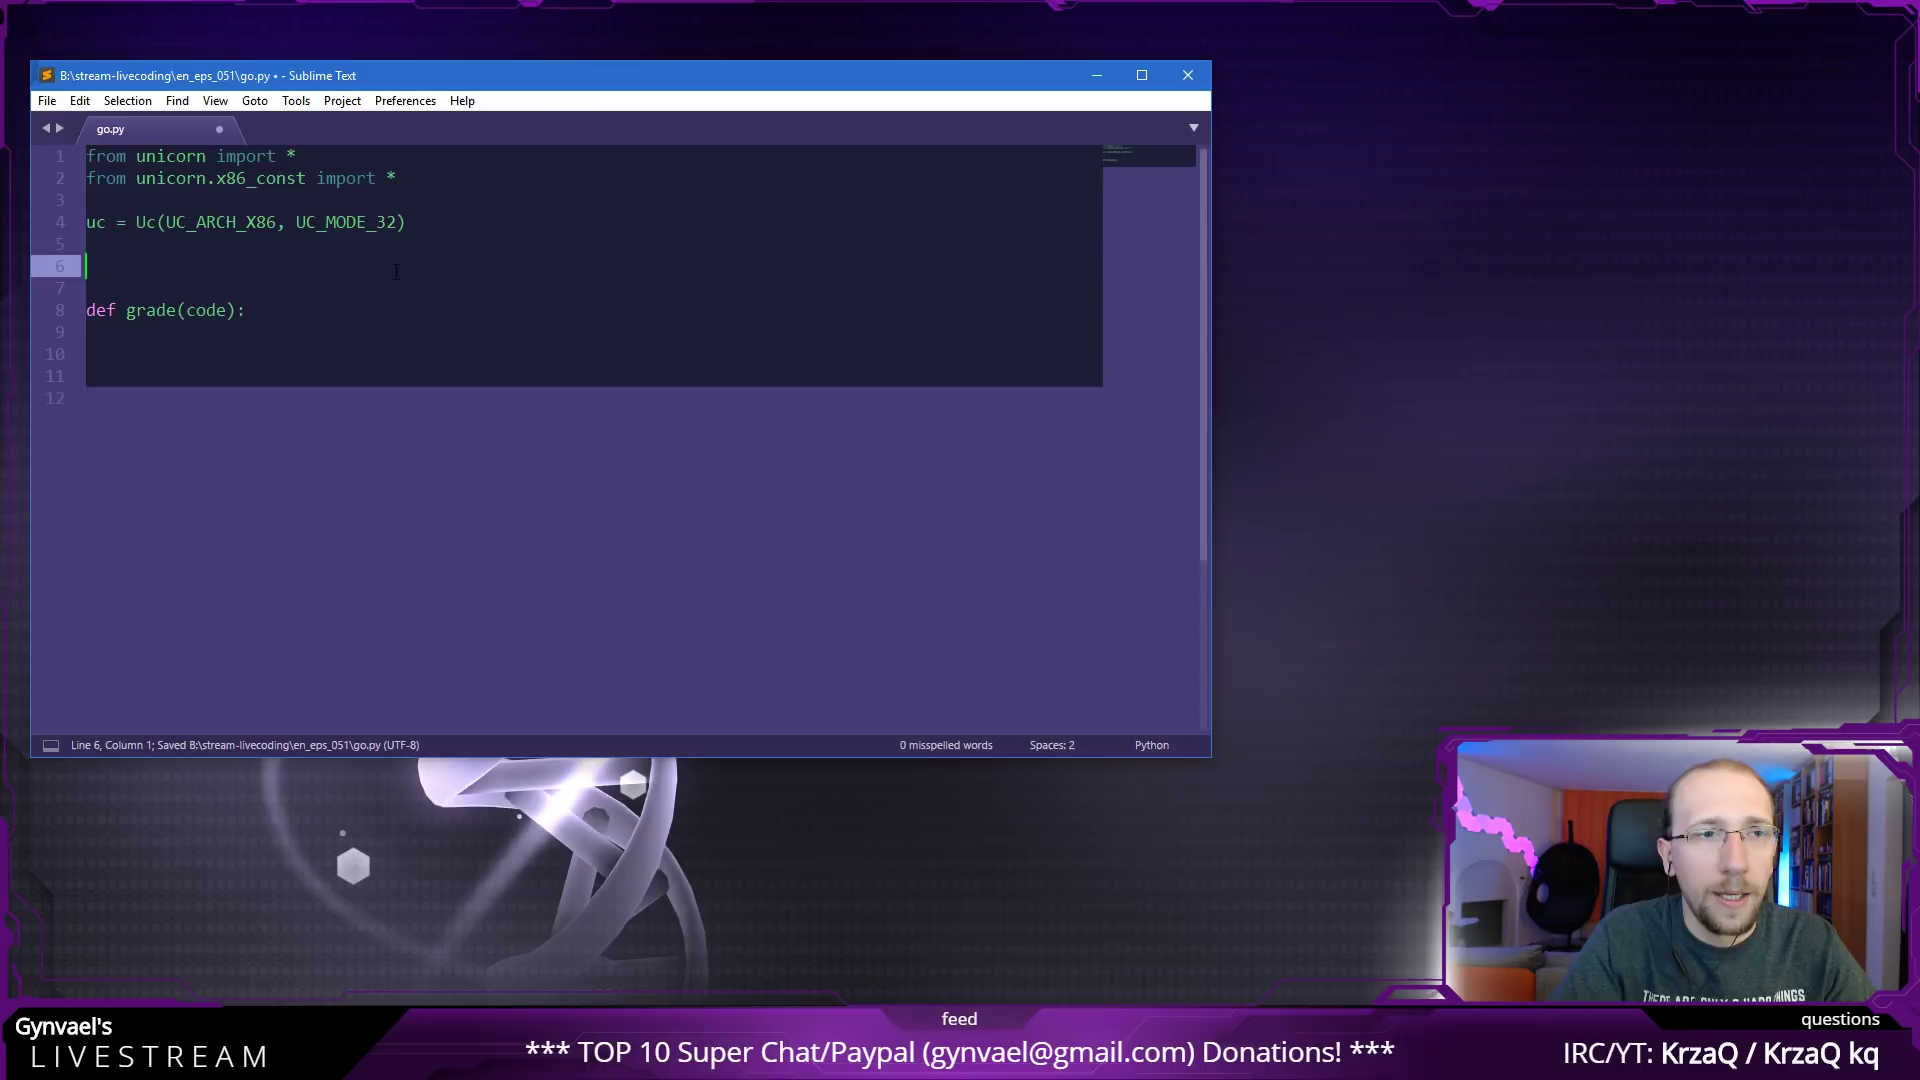 B:\stream-livecoding\en_eps_051\go.py • - Sublime Text
File Edit Selection Find View Goto Tools Project Preferences Help
go.py
1 from unicorn import *
2 from unicorn.x86_const import *
3
4 uc = Uc(UC_ARCH_X86, UC_MODE_32)
5
6
7
8 def grade(code):
9
10
11
12
Line 6, Column 1; Saved B:\stream-livecoding\en_eps_051\go.py (UTF-8) 0 misspelled words Spaces: 2 Python
THERE ARE ONLY
THINGS
Gynvael's
LIVESTREAM
feed
*** TOP 10 Super Chat/Paypal (gynvael@gmail.com) Donations! ***
questions
IRC/YT: KrzaQ / KrzaQ kq